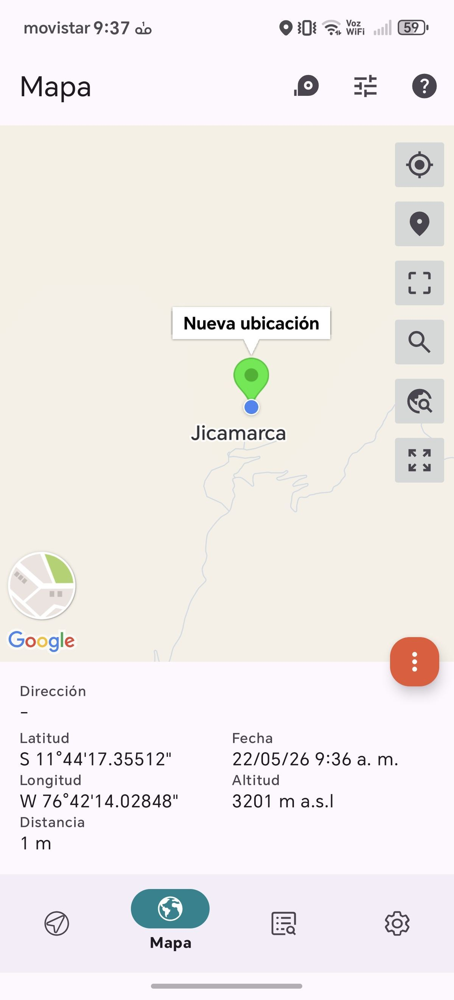 movistar 9:37 1 Voz WiFi 59
Mapa
Nueva ubicación
Jicamarca
Google
Dirección
-
Latitud
S 11°44'17.35512"
Fecha
22/05/26 9:36 a. m.
Longitud
W 76°42'14.02848"
Altitud
3201 m a.s.l
Distancia
1 m
Mapa